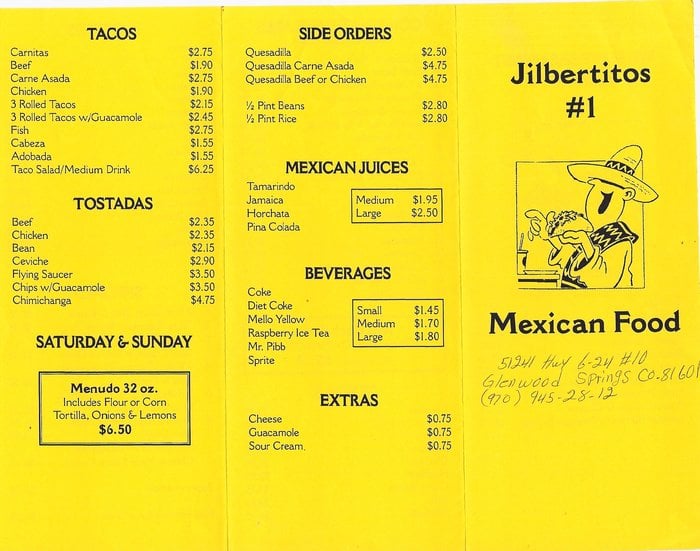 TACOS
Carnitas $2.75
Beef $1.90
Carne Asada $2.75
Chicken $1.90
3 Rolled Tacos $2.15
3 Rolled Tacos w/Guacamole $2.45
Fish $2.75
Cabeza $1.55
Adobada $1.55
Taco Salad/Medium Drink $6.25
TOSTADAS
Beef $2.35
Chicken $2.35
Bean $2.15
Ceviche $2.90
Flying Saucer $3.50
Chips w/Guacamole $3.50
Chimichanga $4.75
SATURDAY & SUNDAY
Menudo 32 oz.
Includes Flour or Corn
Tortilla, Onions & Lemons
$6.50
SIDE ORDERS
Quesadilla $2.50
Quesadilla Carne Asada $4.75
Quesadilla Beef or Chicken $4.75
½ Pint Beans $2.80
½ Pint Rice $2.80
MEXICAN JUICES
Tamarindo
Jamaica
Horchata
Pina Colada
Medium $1.95
Large $2.50
BEVERAGES
Coke
Diet Coke
Mello Yellow
Raspberry Ice Tea
Mr. Pibb
Sprite
Small $1.45
Medium $1.70
Large $1.80
EXTRAS
Cheese $0.75
Guacamole $0.75
Sour Cream $0.75
Jilbertitos
#1
Mexican Food
51241 Hwy 6-24 #10
Glenwood Springs Co. 81601
(970) 945-28-12